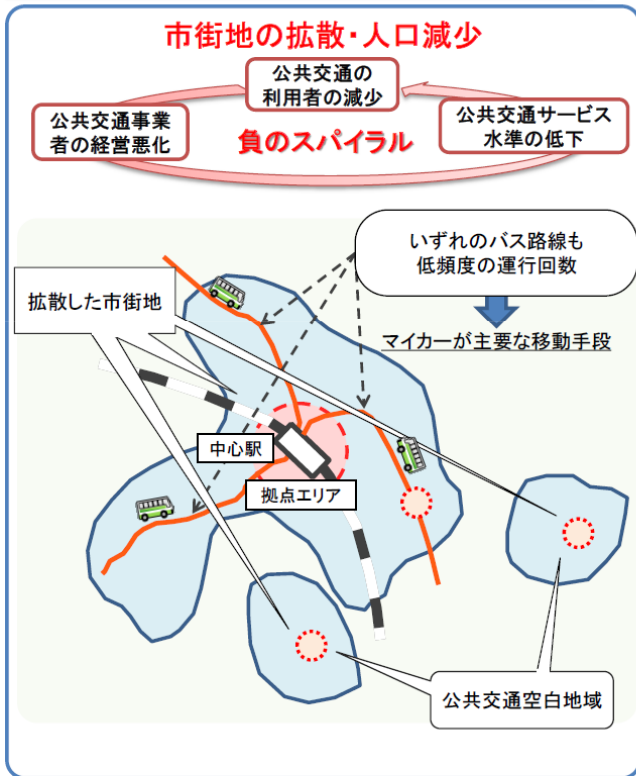 市街地の拡散・人口減少
公共交通の
利用者の減少
公共交通事業
者の経営悪化
負のスパイラル
公共交通サービス
水準の低下
いずれのバス路線も
低頻度の運行回数
拡散した市街地
マイカーが主要な移動手段
中心駅
拠点エリア
公共交通空白地域